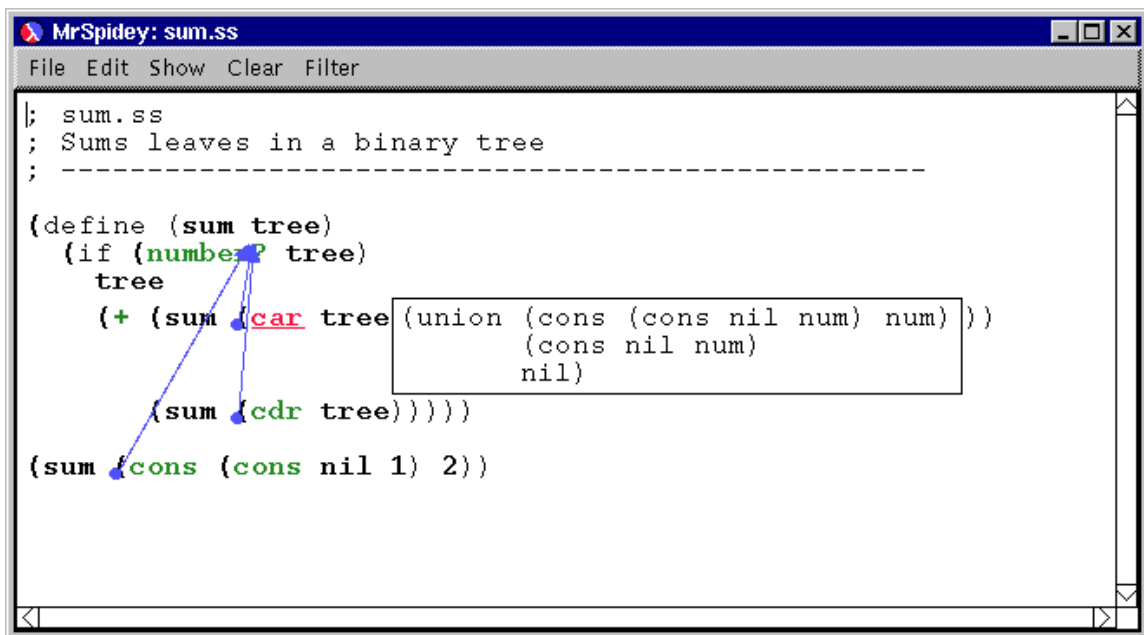 MrSpidey: sum.ss
File Edit Show Clear Filter
; sum.ss
; Sums leaves in a binary tree
; --------------------------------------------------
(define (sum tree)
(if (number? tree)
tree
(+ (sum (car tree (union (cons (cons nil num) num) ))
(cons nil num)
nil)
(sum (cdr tree)))))
(sum (cons (cons nil 1) 2))